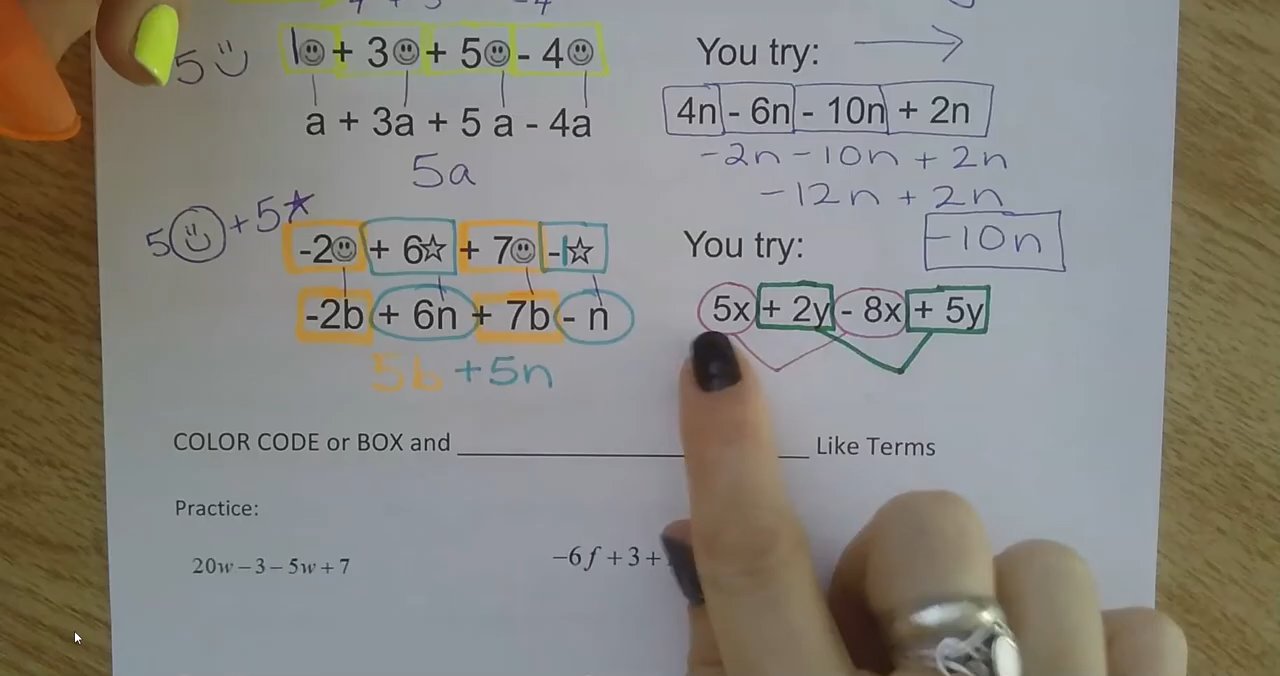 5☺ 1☺ + 3☺ + 5☺ - 4☺
a + 3a + 5 a - 4a
5a
5☺+5★
-2☺ + 6☆ + 7☺ -1☆
-2b + 6n + 7b - n
5b +5n
You try:
4n - 6n - 10n + 2n
-2n -10n + 2n
-12n + 2n
-10n
You try:
5x + 2y - 8x + 5y
COLOR CODE or BOX and ____ Like Terms
Practice:
20w – 3 – 5w + 7
−6f + 3 +